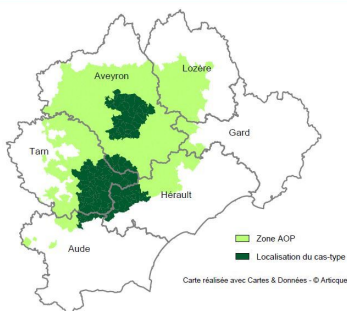 Lozère
Aveyron
Gard
Tarn
Hérault
Aude
Zone AOP
Localisation du cas-type
Carte réalisée avec Cartes & Données - © Articque